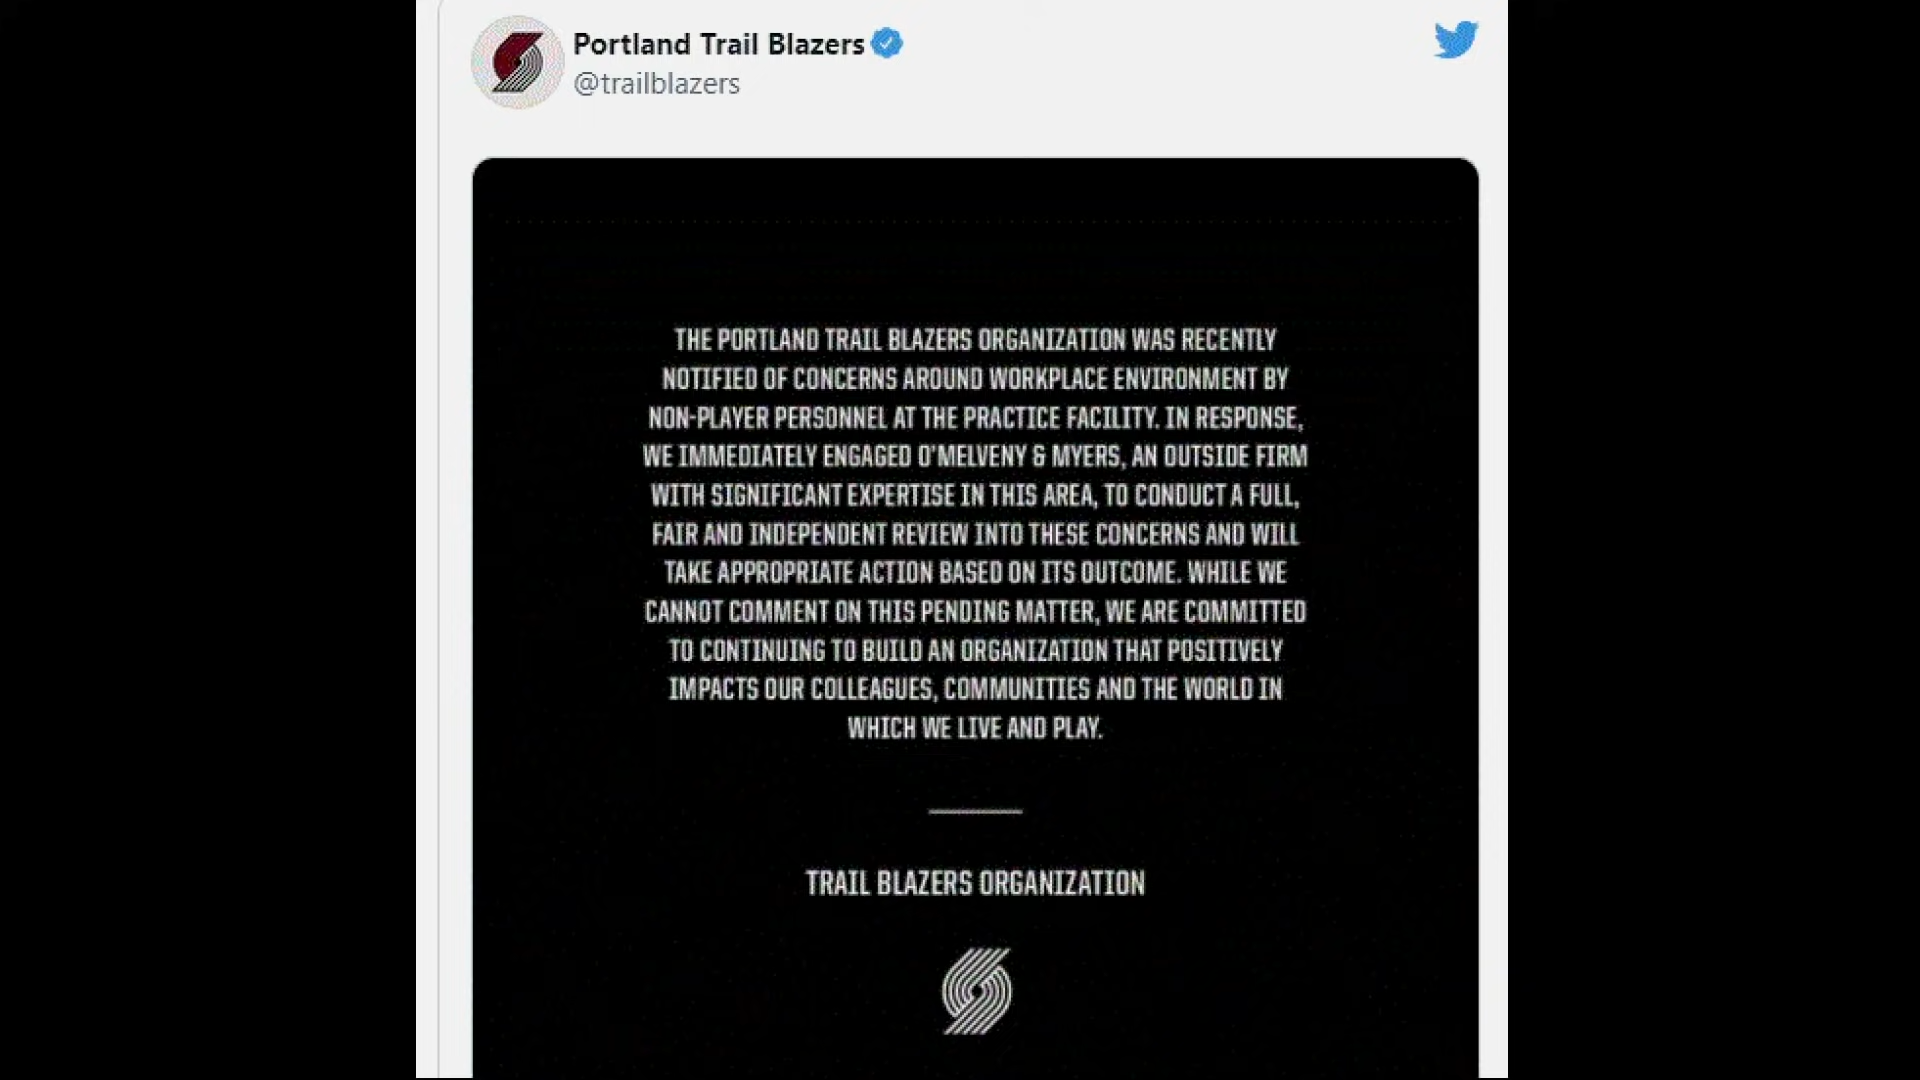 Portland Trail Blazers
@trailblazers
THE PORTLAND TRAIL BLAZERS ORGANIZATION WAS RECENTLY
NOTIFIED OF CONCERNS AROUND WORKPLACE ENVIRONMENT BY
NON-PLAYER PERSONNEL AT THE PRACTICE FACILITY. IN RESPONSE,
WE IMMEDIATELY ENGAGED O'MELVENY & MYERS, AN OUTSIDE FIRM
WITH SIGNIFICANT EXPERTISE IN THIS AREA, TO CONDUCT A FULL,
FAIR AND INDEPENDENT REVIEW INTO THESE CONCERNS AND WILL
TAKE APPROPRIATE ACTION BASED ON ITS OUTCOME. WHILE WE
CANNOT COMMENT ON THIS PENDING MATTER, WE ARE COMMITTED
TO CONTINUING TO BUILD AN ORGANIZATION THAT POSITIVELY
IMPACTS OUR COLLEAGUES, COMMUNITIES AND THE WORLD IN
WHICH WE LIVE AND PLAY.
TRAIL BLAZERS ORGANIZATION